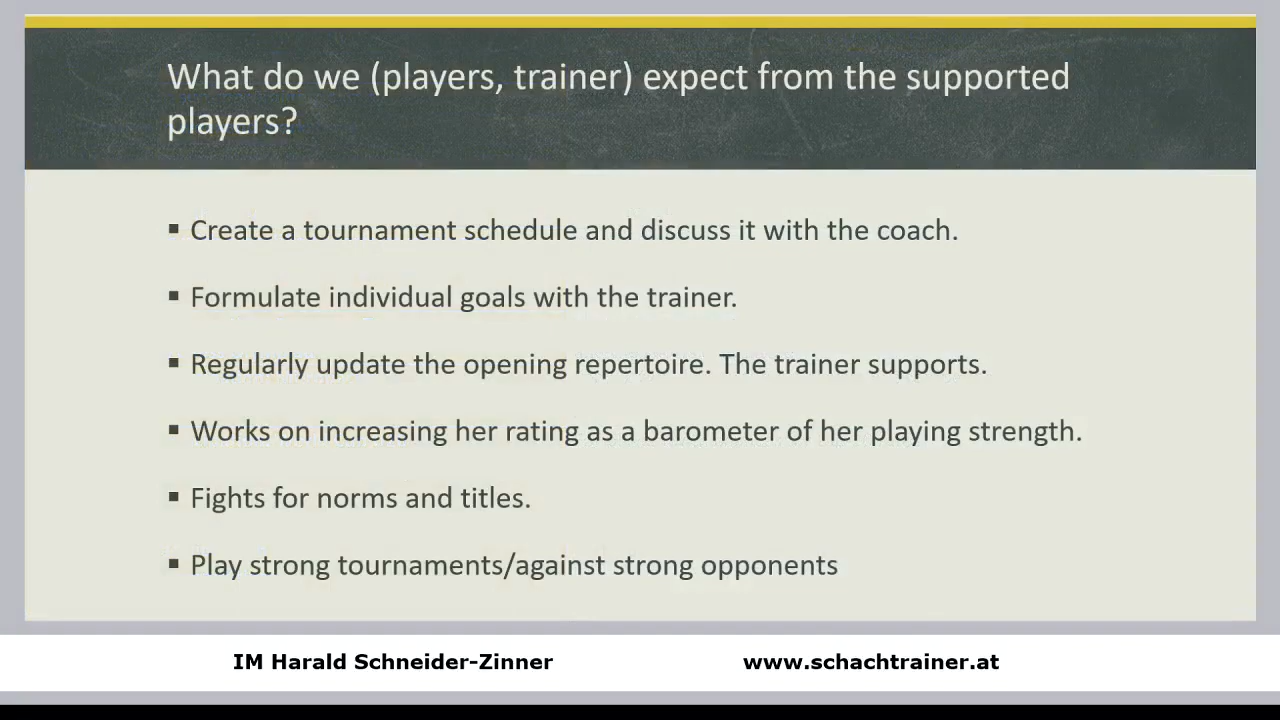 What do we (players, trainer) expect from the supported
players?
▪ Create a tournament schedule and discuss it with the coach.
▪ Formulate individual goals with the trainer.
▪ Regularly update the opening repertoire. The trainer supports.
▪ Works on increasing her rating as a barometer of her playing strength.
▪ Fights for norms and titles.
▪ Play strong tournaments/against strong opponents
IM Harald Schneider-Zinner www.schachtrainer.at